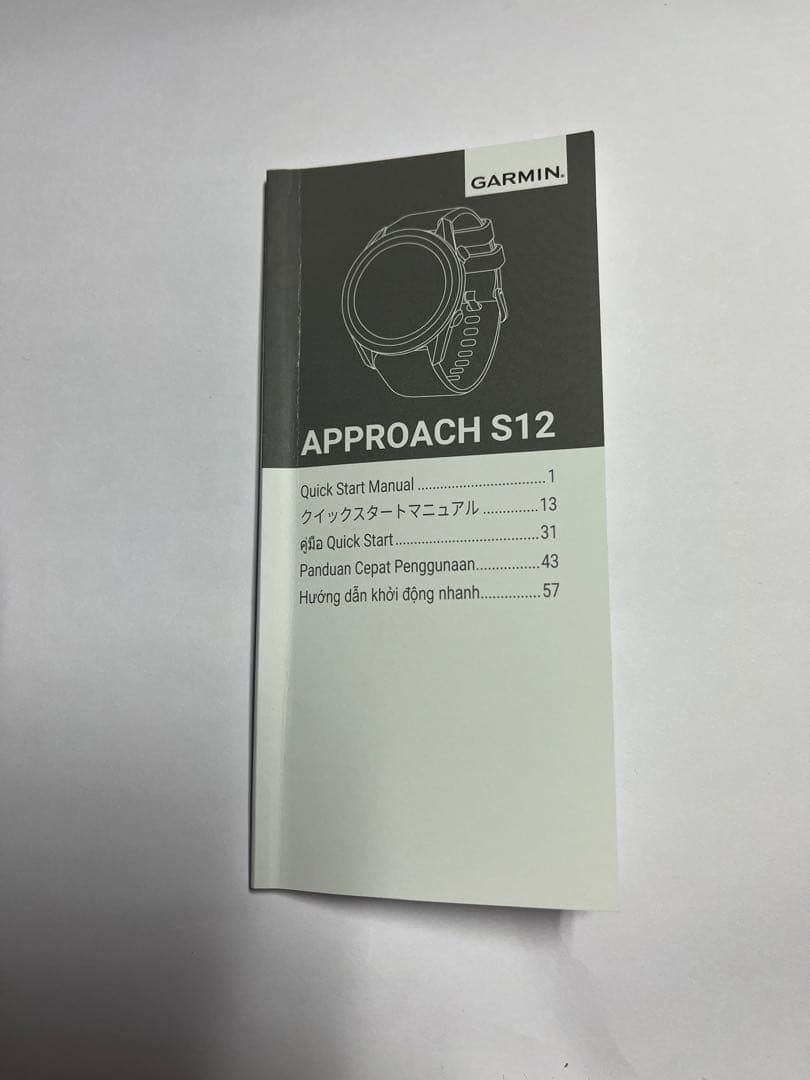 GARMIN®
APPROACH S12
Quick Start Manual ..................................1
クイックスタートマニュアル ...............13
คู่มือ Quick Start......................................31
Panduan Cepat Penggunaan.................43
Hướng dẫn khởi động nhanh................57